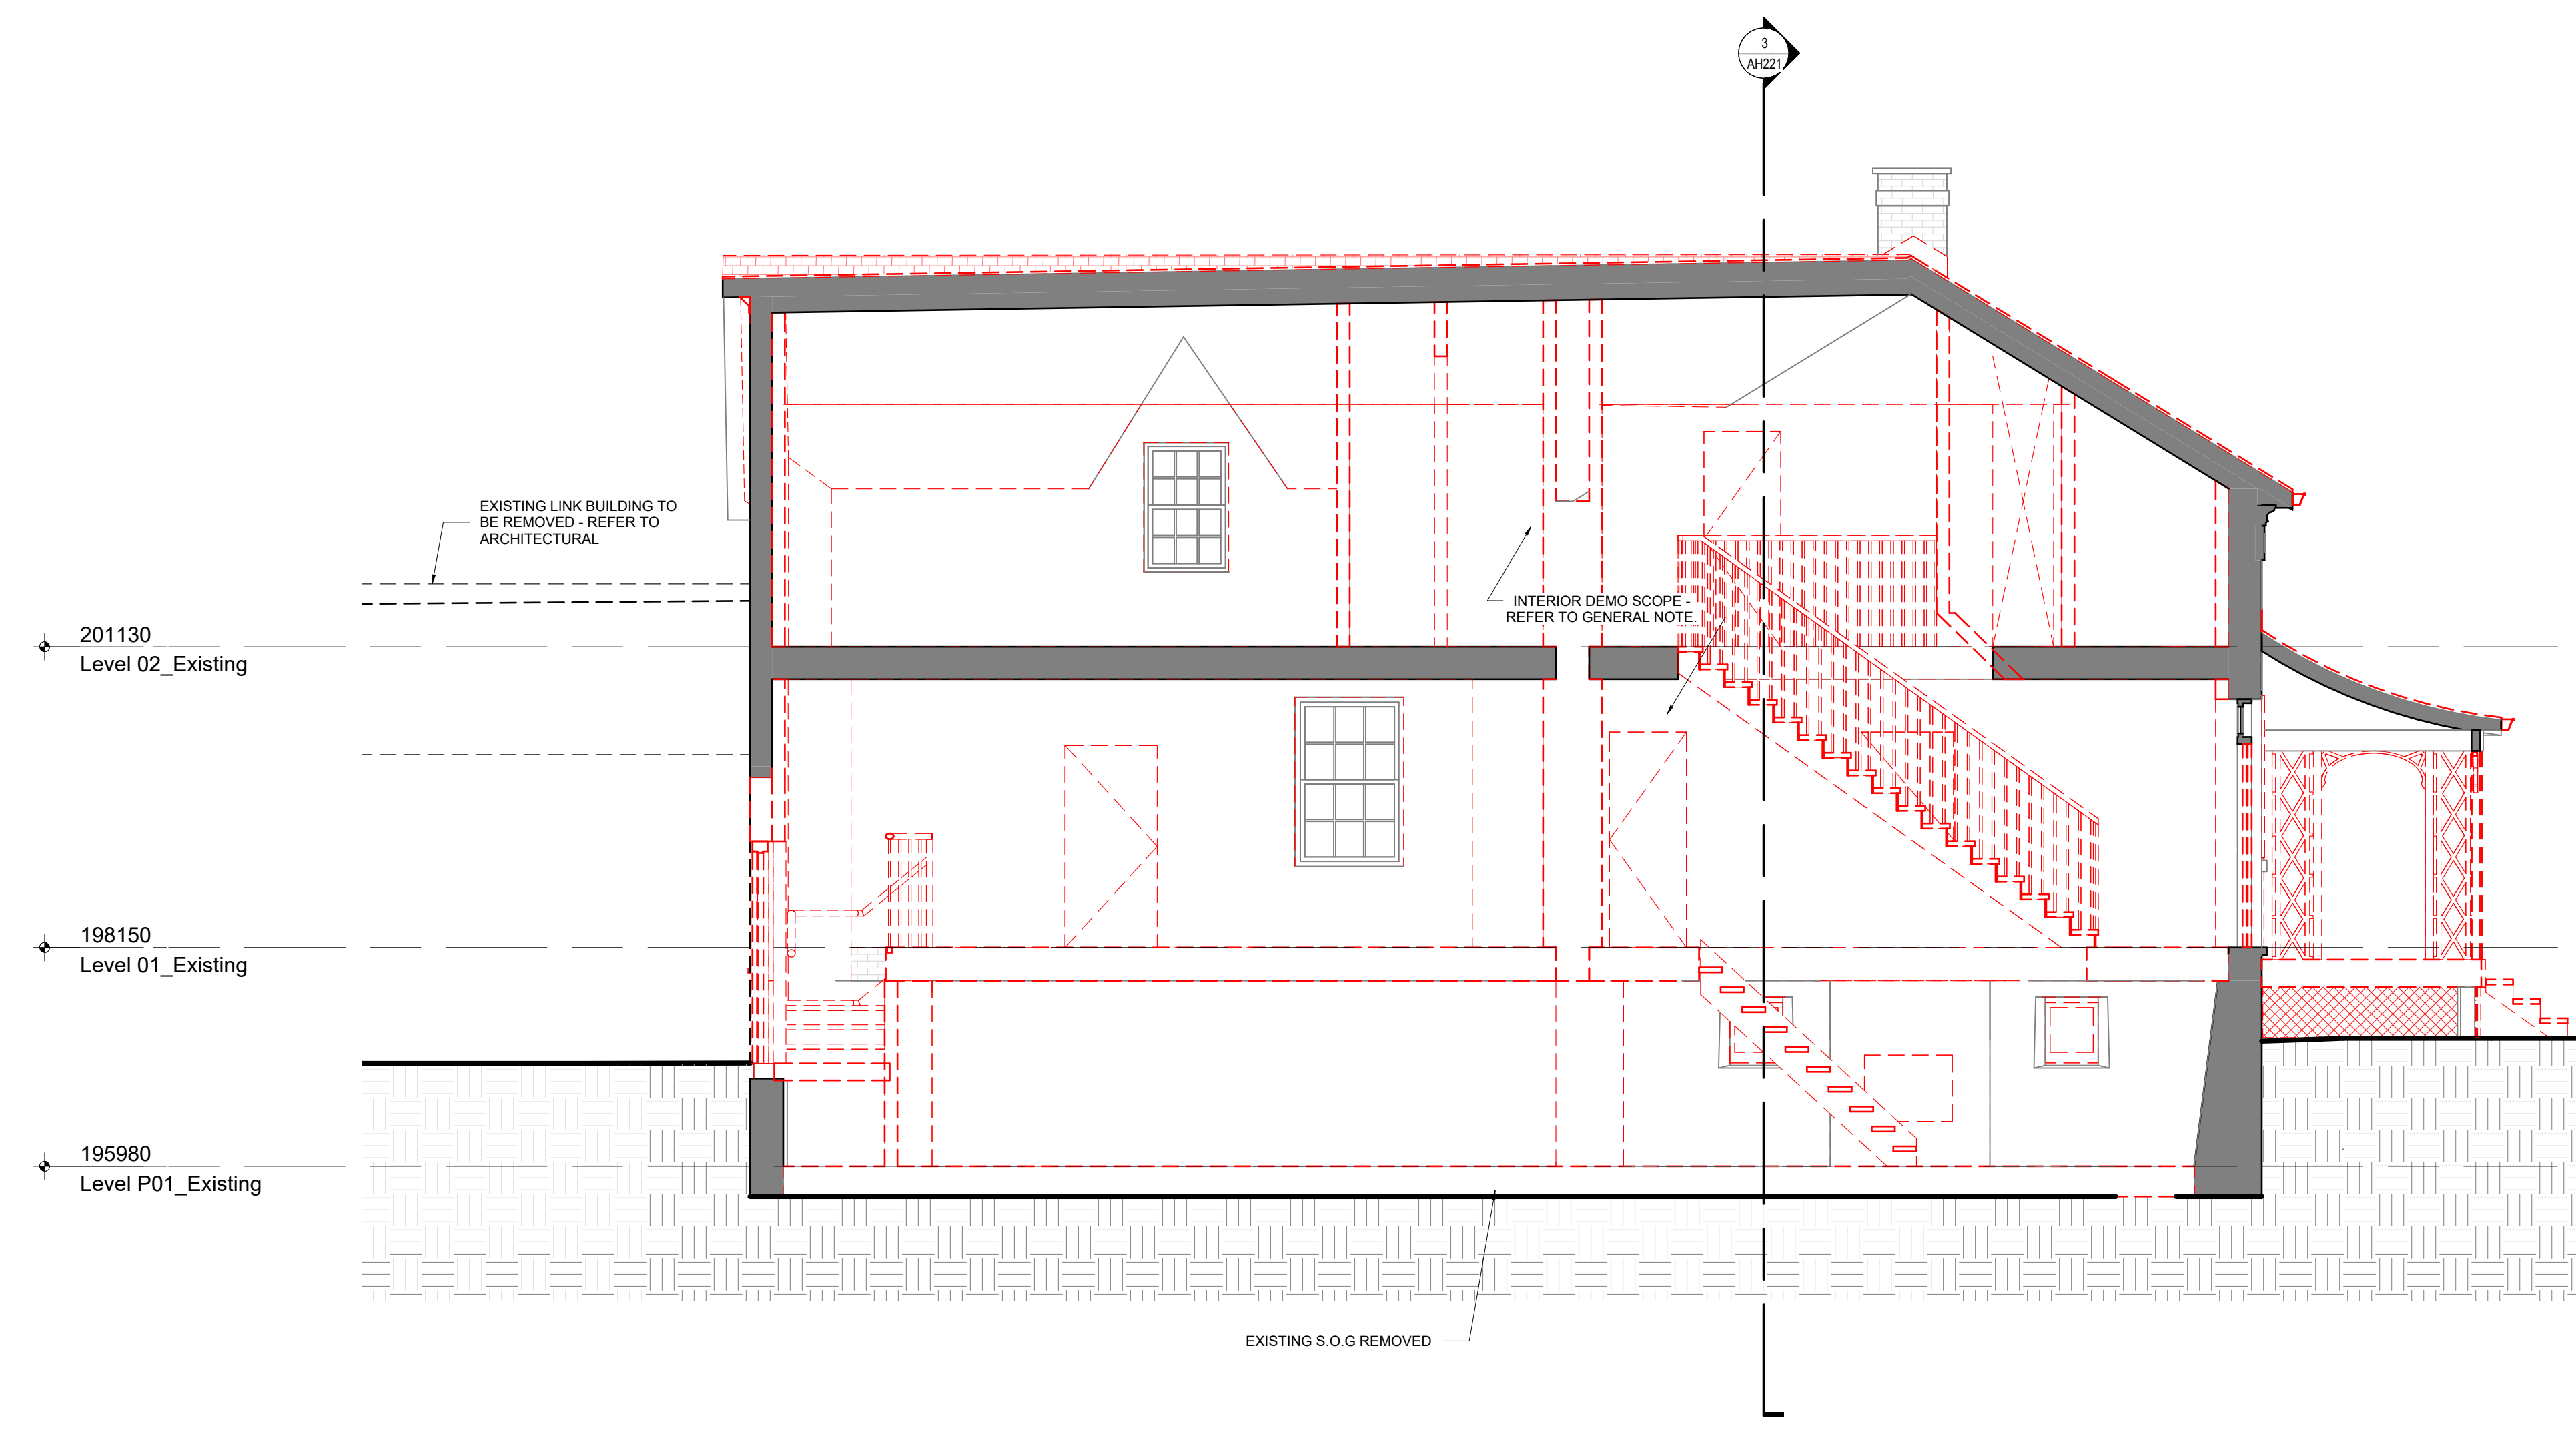 3
AH221
EXISTING LINK BUILDING TO
BE REMOVED - REFER TO
ARCHITECTURAL
INTERIOR DEMO SCOPE -
REFER TO GENERAL NOTE.
201130
Level 02_Existing
198150
Level 01_Existing
195980
Level P01_Existing
EXISTING S.O.G REMOVED